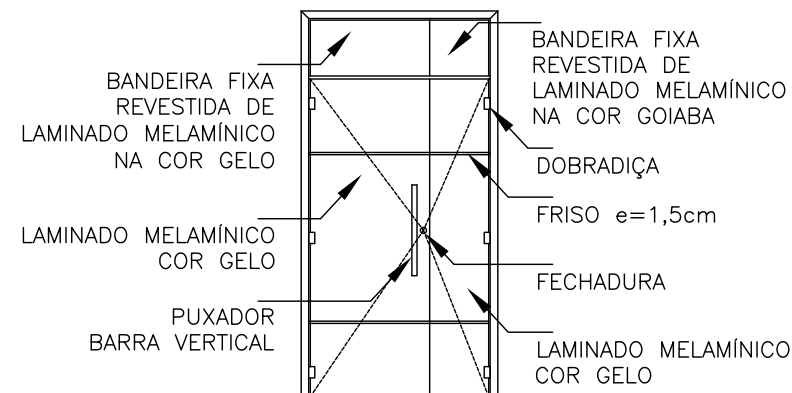 BANDEIRA FIXA
REVESTIDA DE
LAMINADO MELAMÍNICO
NA COR GELO
LAMINADO MELAMÍNICO
COR GELO
PUXADOR
BARRA VERTICAL
BANDEIRA FIXA
REVESTIDA DE
LAMINADO MELAMÍNICO
NA COR GOIABA
DOBRADIÇA
FRISO e=1,5cm
FECHADURA
LAMINADO MELAMÍNICO
COR GELO